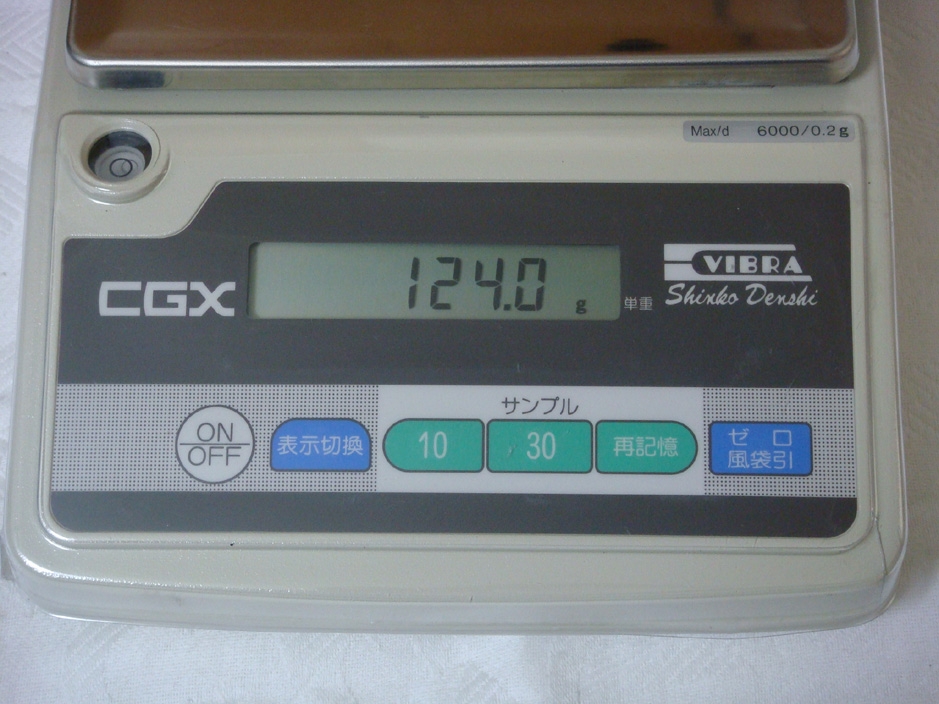 Max/d 6000/0.2g
124.0 g
単重
CGX
VIBRA
Shinko Denshi
サンプル
ON
OFF
表示切換
10
30
再記憶
ゼロ
風袋引